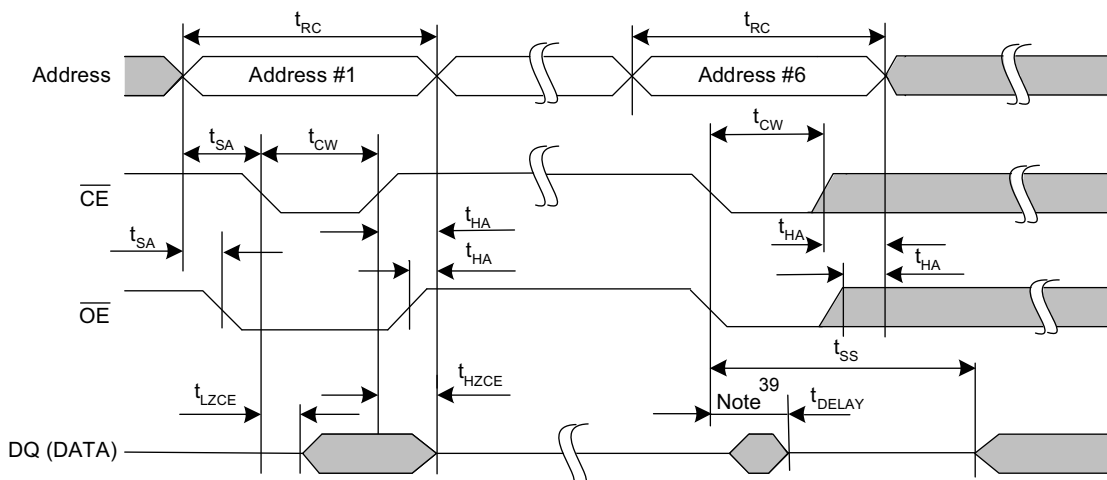 tRC tRC
Address Address #1 Address #6
tSA tCW tCW
CE
tSA tHA tHA
tHA tHA
OE
tSS
tLZCE tHZCE Note 39 tDELAY
DQ (DATA)